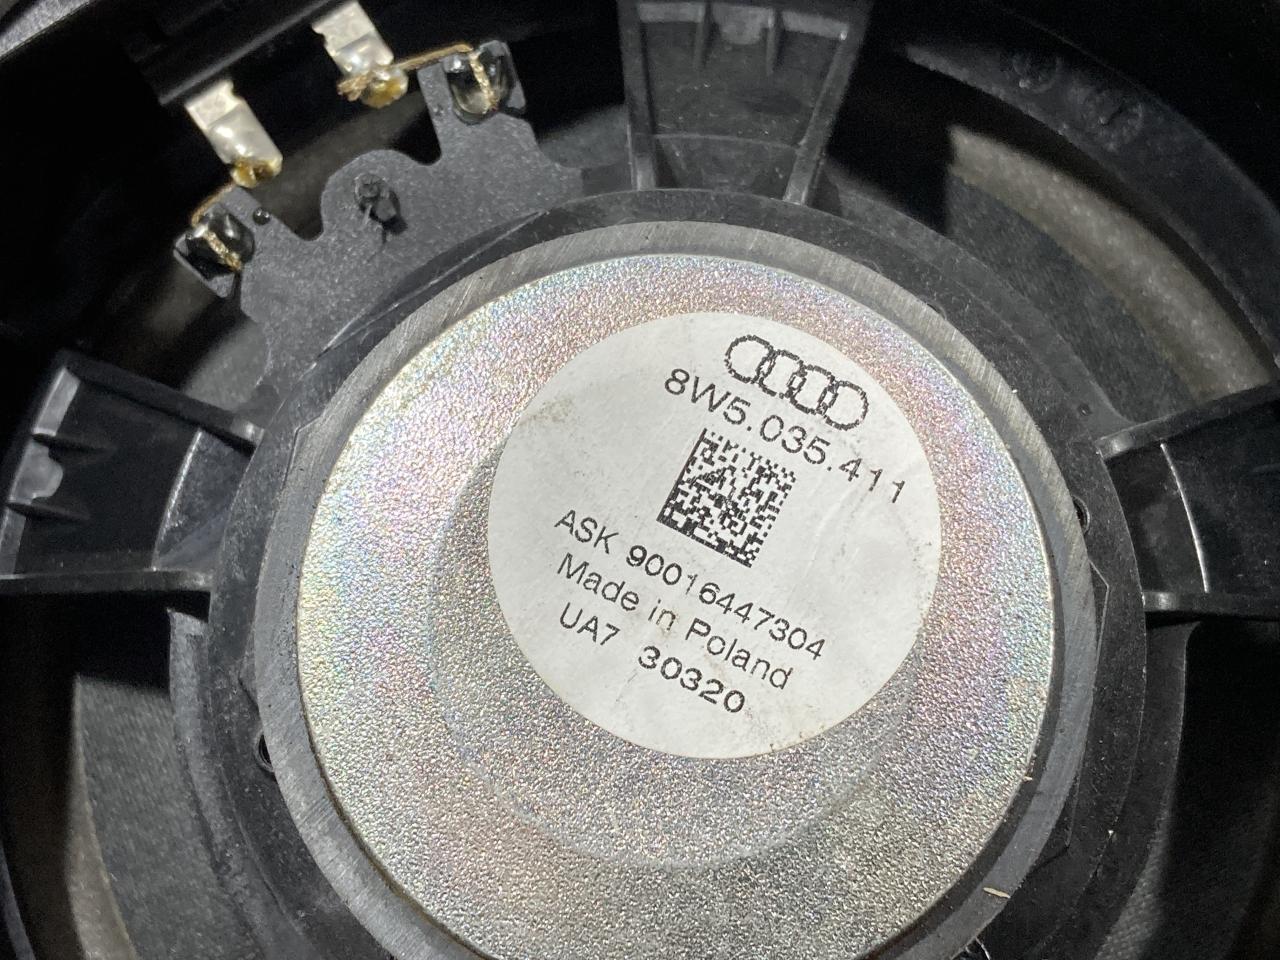 8W5.035.411
ASK 90016447304
Made in Poland
UA7 30320